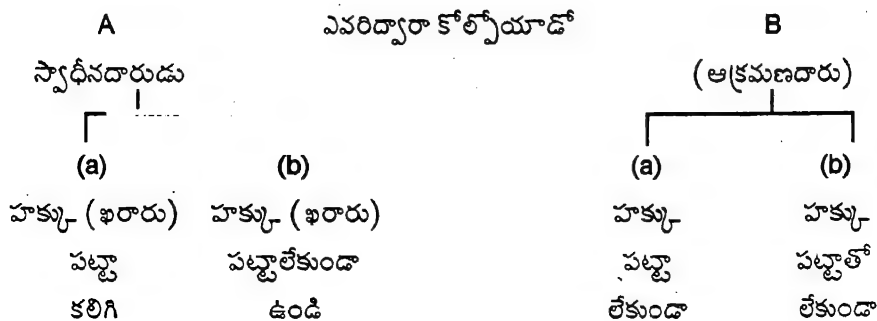 A ఎవరిద్వారా కోల్పోయాడో B
స్వాధీనదారుడు (ఆక్రమణదారు)
(a) (b) (a) (b)
హక్కు (ఖరారు) హక్కు (ఖరారు) హక్కు హక్కు
పట్టా పట్టాలేకుండా పట్టా పట్టాతో
కలిగి ఉండి లేకుండా లేకుండా